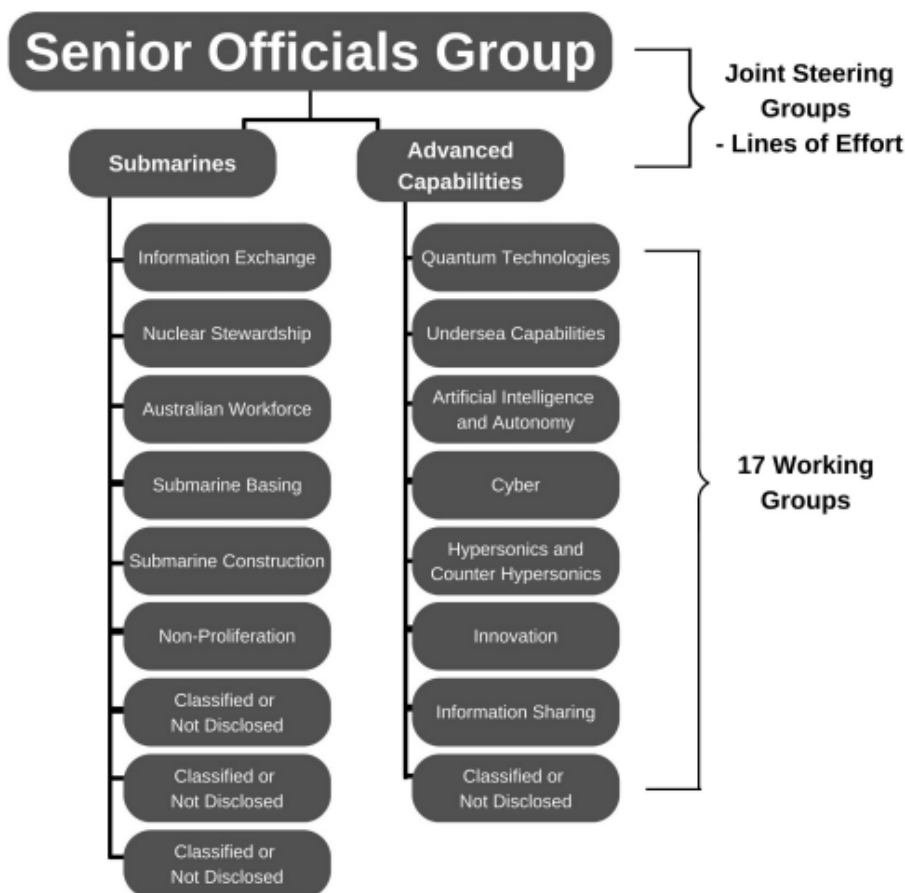 Senior Officials Group
Joint Steering
Groups
- Lines of Effort
Submarines
Advanced
Capabilities
Information Exchange
Nuclear Stewardship
Australian Workforce
Submarine Basing
Submarine Construction
Non-Proliferation
Classified or
Not Disclosed
Classified or
Not Disclosed
Classified or
Not Disclosed
Quantum Technologies
Undersea Capabilities
Artificial Intelligence
and Autonomy
Cyber
Hypersonics and
Counter Hypersonics
Innovation
Information Sharing
Classified or
Not Disclosed
17 Working
Groups